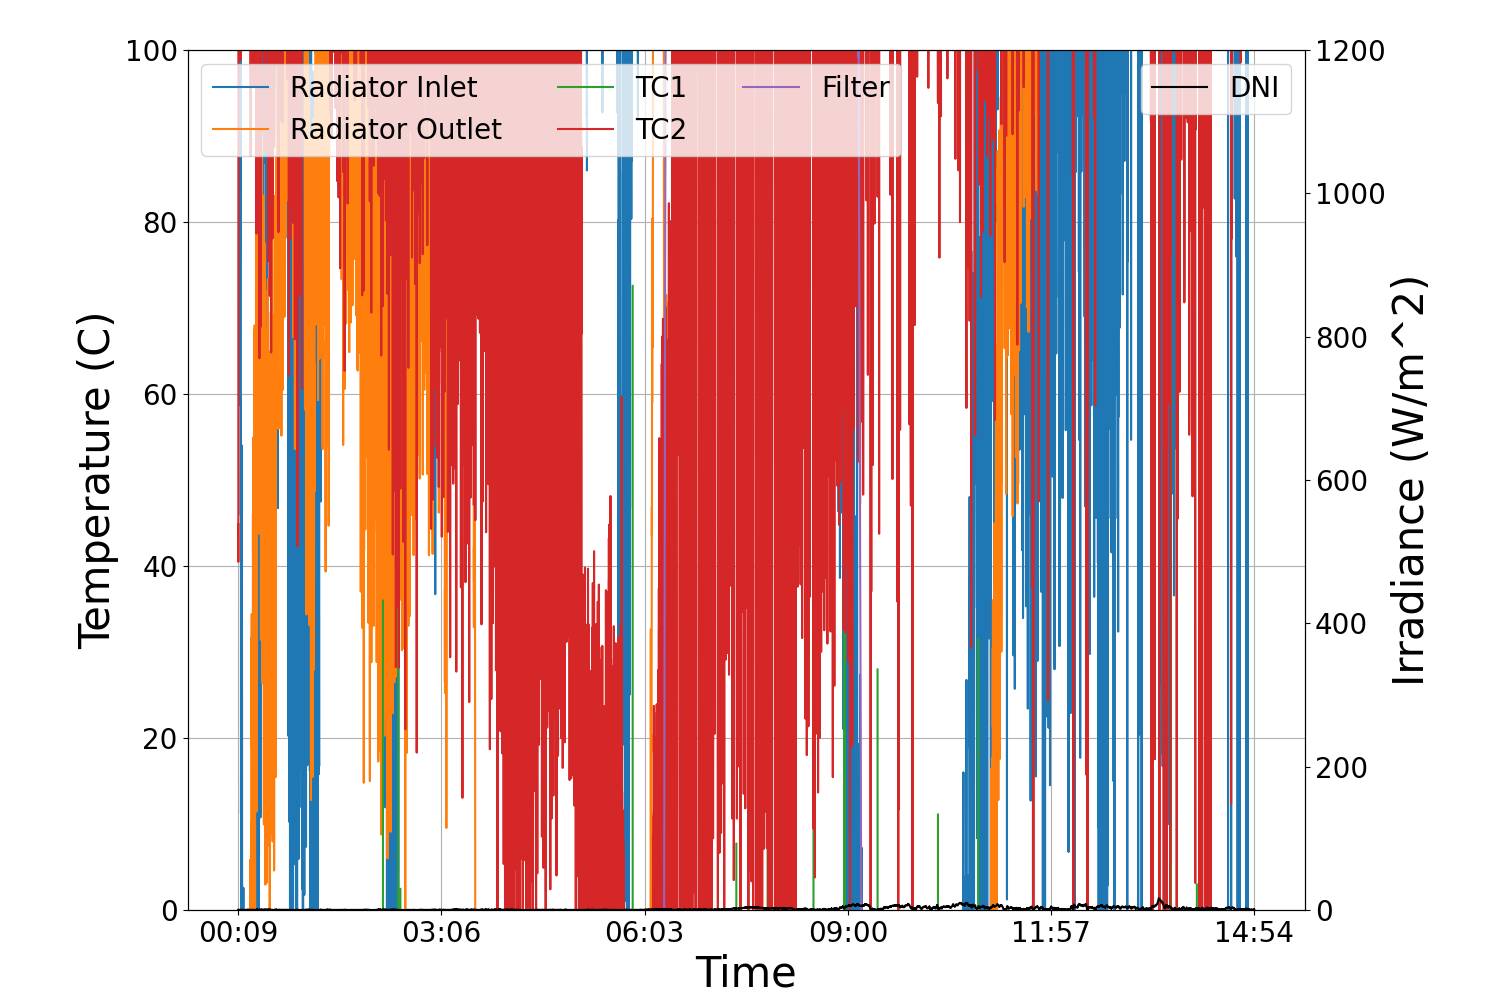 100
80
60
40
20
0
Temperature (C)
Radiator Inlet
Radiator Outlet
TC1
TC2
Filter
DNI
1200
1000
800
600
400
200
0
Irradiance (W/m^2)
00:09 03:06 06:03 09:00 11:57 14:54
Time